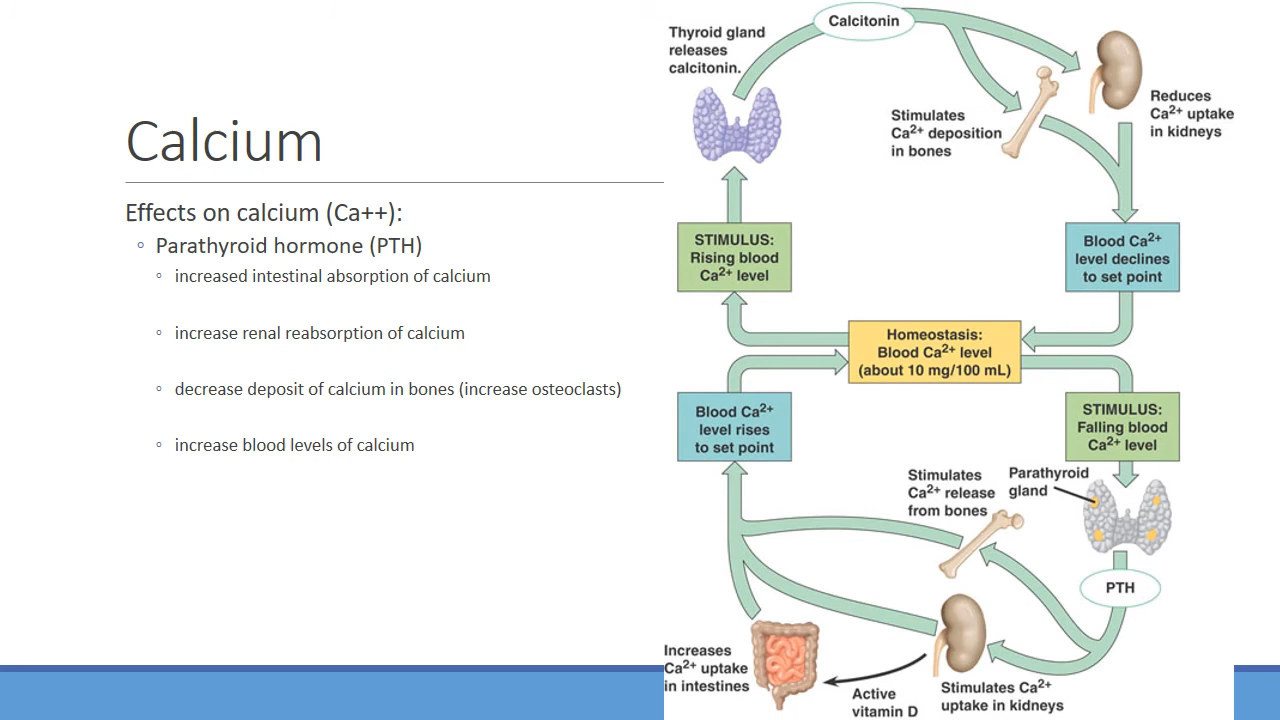 Calcium
Effects on calcium (Ca++):
◦ Parathyroid hormone (PTH)
◦ increased intestinal absorption of calcium
◦ increase renal reabsorption of calcium
◦ decrease deposit of calcium in bones (increase osteoclasts)
◦ increase blood levels of calcium
Calcitonin
Thyroid gland
releases
calcitonin.
Stimulates
Ca2+ deposition
in bones
Reduces
Ca2+ uptake
in kidneys
STIMULUS:
Rising blood
Ca2+ level
Blood Ca2+
level declines
to set point
Homeostasis:
Blood Ca2+ level
(about 10 mg/100 mL)
Blood Ca2+
level rises
to set point
STIMULUS:
Falling blood
Ca2+ level
Stimulates
Ca2+ release
from bones
Parathyroid
gland
PTH
Increases
Ca2+ uptake
in intestines
Active
vitamin D
Stimulates Ca2+
uptake in kidneys